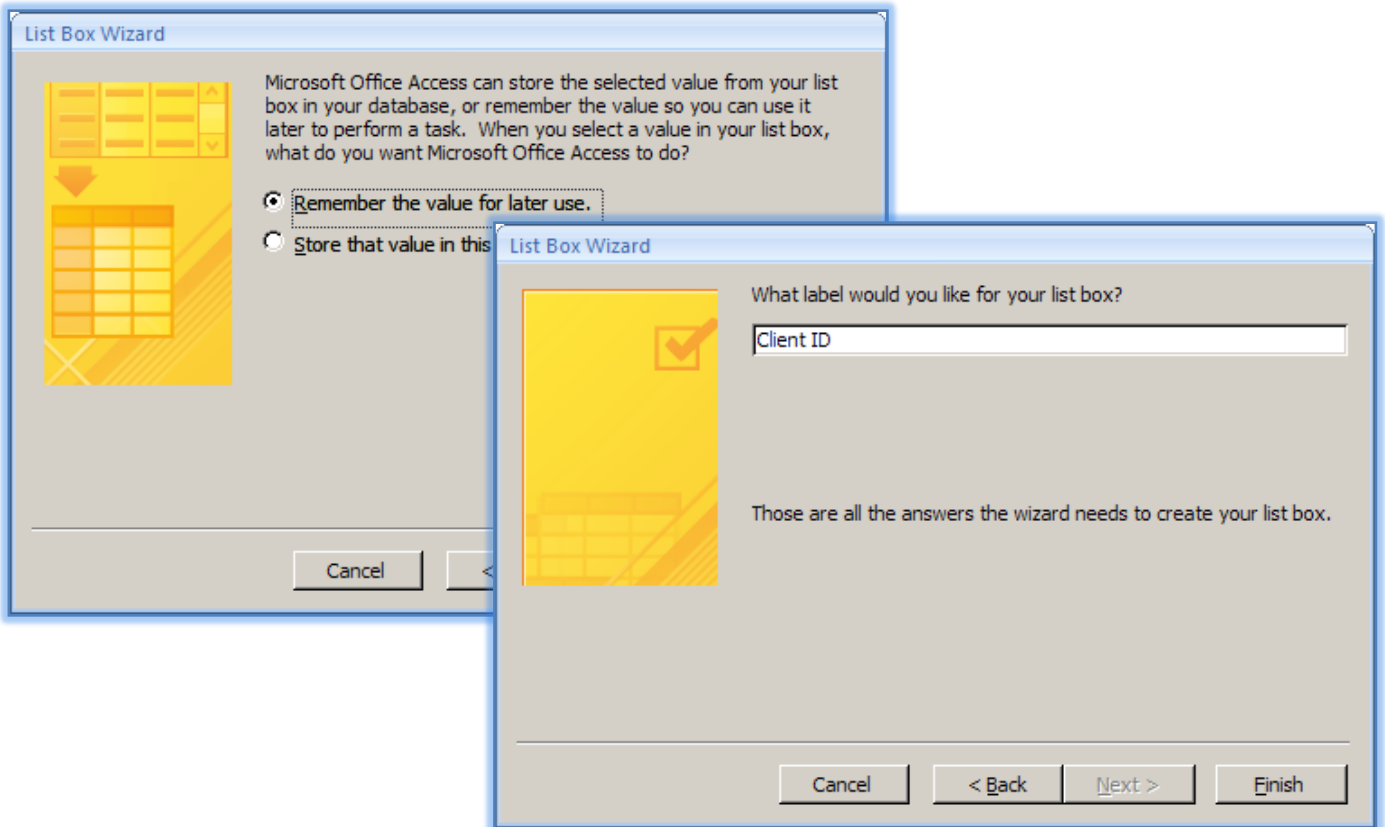 List Box Wizard
Microsoft Office Access can store the selected value from your list
box in your database, or remember the value so you can use it
later to perform a task.  When you select a value in your list box,
what do you want Microsoft Office Access to do?
Remember the value for later use.
Store that value in this
Cancel
<
List Box Wizard
What label would you like for your list box?
Client ID
Those are all the answers the wizard needs to create your list box.
Cancel
< Back
Next >
Finish